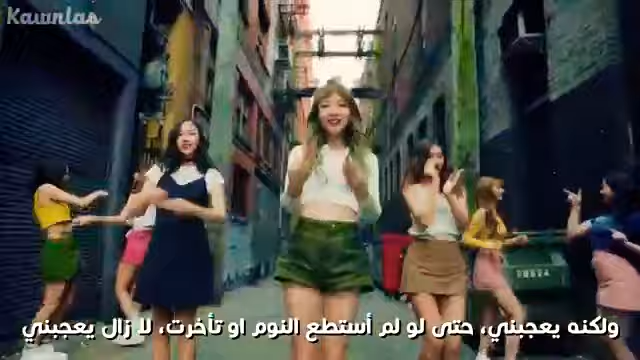 Kawnlas
ولكنه يعجبني، حتى لو لم أستطع النوم او تأخرت، لا زال يعجبني